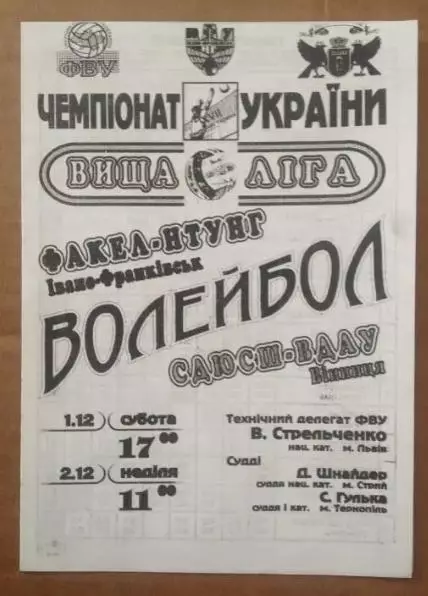 ФВУ
ЧЕМПІОНАТ УКРАЇНИ
XVII
ВИЩА ЛІГА
ФАКЕЛ-НТУНГ
Івано-Франківськ
ВОЛЕЙБОЛ
СДЮСШ-ВДАУ
Вінниця
1.12 субота
17 00
2.12 неділя
11 00
Технічний делегат ФВУ
В. Стрельченко
нац. кат. м. Львів
Судді
Д. Шнайдер
суддя нац. кат. м. Стрий
С. Гулька
суддя І кат. м. Тернопіль